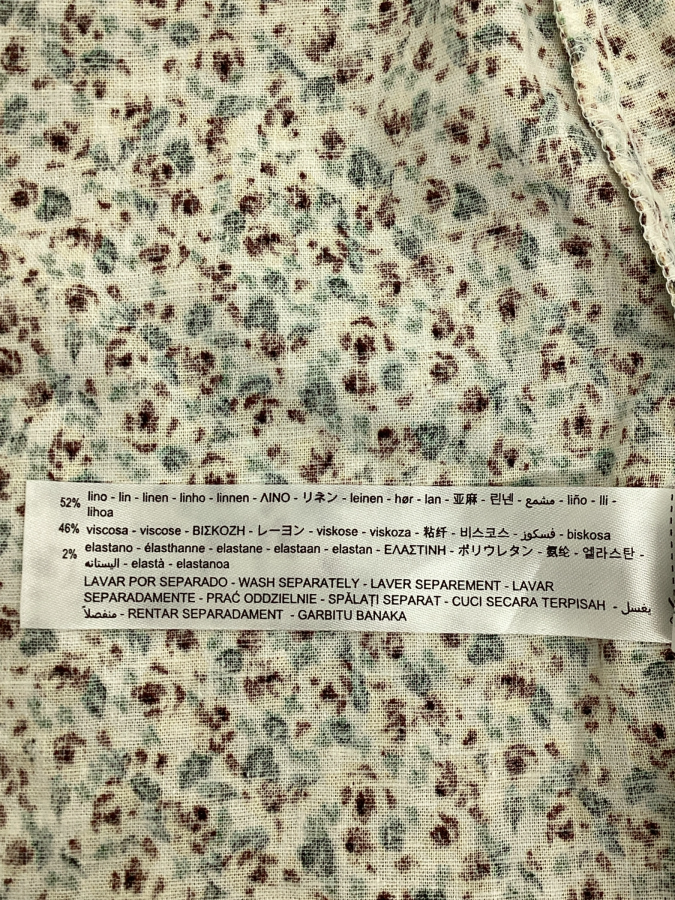 52% lino - lin - linen - linho - linnen - ΛΙΝΟ - リネン - leinen - hør - lan - 亚麻 - 린넨 - مشمع - liño - lli -
lihoa
46% viscosa - viscose - ΒΙΣΚΟΖΗ - レーヨン - viskose - viskoza - 粘纤 - 비스코스 - فسكوز - biskosa
2% elastano - élasthanne - elastane - elastaan - elastan - ΕΛΑΣΤΙΝΗ - ポリウレタン - 氨纶 - 엘라스탄 -
اليستانه - elastà - elastanoa
LAVAR POR SEPARADO - WASH SEPARATELY - LAVER SEPAREMENT - LAVAR
SEPARADAMENTE - PRAĆ ODDZIELNIE - SPĂLAȚI SEPARAT - CUCI SECARA TERPISAH - يغسل
منفصلاً - RENTAR SEPARADAMENT - GARBITU BANAKA